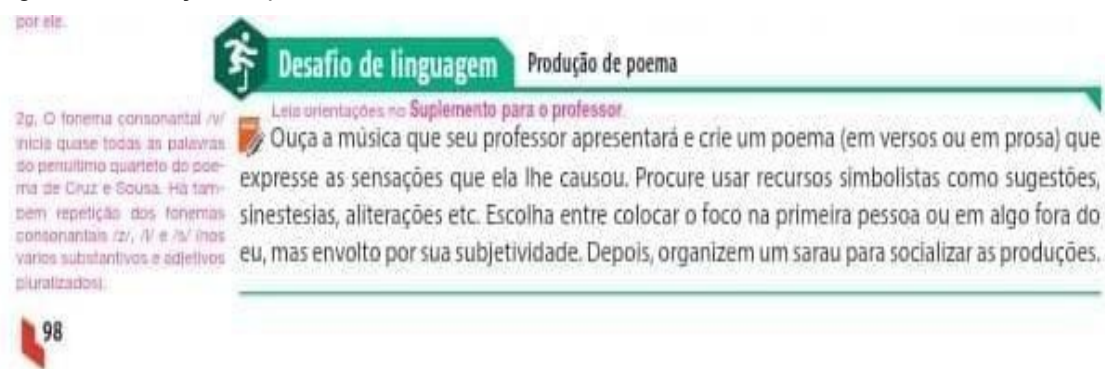 por ele.
Desafio de linguagem
Produção de poema
Leia orientações no Suplemento para o professor.
Ouça a música que seu professor apresentará e crie um poema (em versos ou em prosa) que
expresse as sensações que ela lhe causou. Procure usar recursos simbolistas como sugestões,
sinestesias, aliterações etc. Escolha entre colocar o foco na primeira pessoa ou em algo fora do
eu, mas envolto por sua subjetividade. Depois, organizem um sarau para socializar as produções.
2g. O fonema consonantal /v/
inicia quase todas as palavras
do penúltimo quarteto do poe-
ma de Cruz e Sousa. Há tam-
bém repetição dos fonemas
consonantais /z/, /l/ e /s/ (nos
vários substantivos e adjetivos
pluralizados).
98